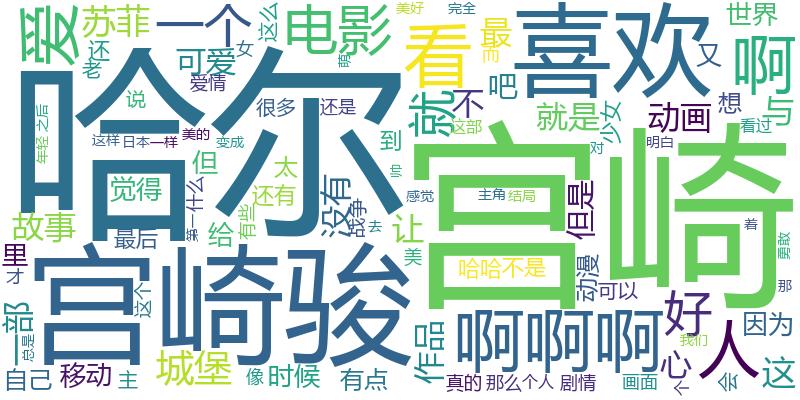 爱
苏菲
一个
这么
电影
美好
完全
看
最
而
喜欢
世界
还
老
可爱
女
爱情
鹅
又
啊
哈尔
吧
说
很多
还是
就
不
就是
少女
动画
想
与
年轻
之后
这样
日本
一样
美的
变成
到
这部
宫崎
对
明白
看过
但
太
帅
觉得
还有
没有
感觉
主角
结局
但是
故事
第一
什么
给
有些
战争
去
让
着
勇敢
里
最后
美
哈哈不是
动漫
那
才
宫崎骏
这个
可以
好
一部
总是
作品
啊啊啊
人
因为
我们
心
这
自己
移动
主
城堡
像
时候
有点
真的
那么
个人
剧情
画面
个
会